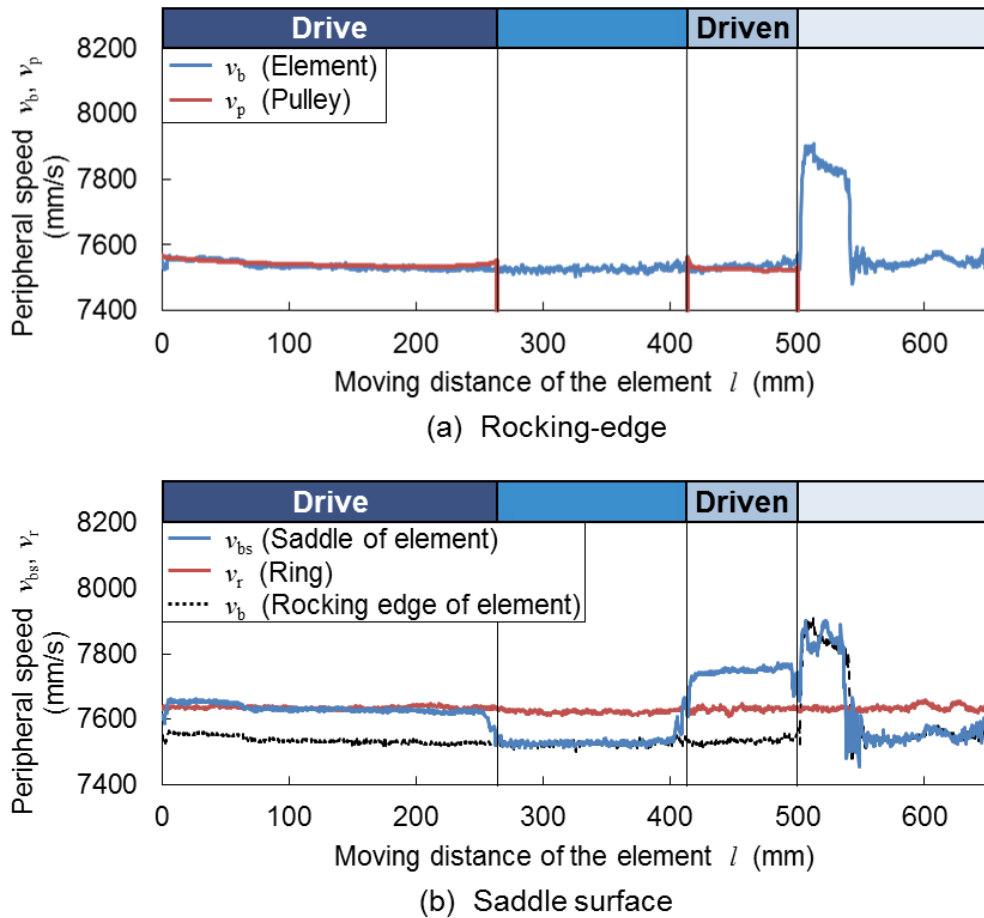 Drive
Driven
8200
8000
7800
7600
7400
Peripheral speed vb, vp
(mm/s)
vb (Element)
vp (Pulley)
0
100
200
300
400
500
600
Moving distance of the element l (mm)
(a) Rocking-edge
Drive
Driven
8200
8000
7800
7600
7400
Peripheral speed vbs, vr
(mm/s)
vbs (Saddle of element)
vr (Ring)
vb (Rocking edge of element)
0
100
200
300
400
500
600
Moving distance of the element l (mm)
(b) Saddle surface